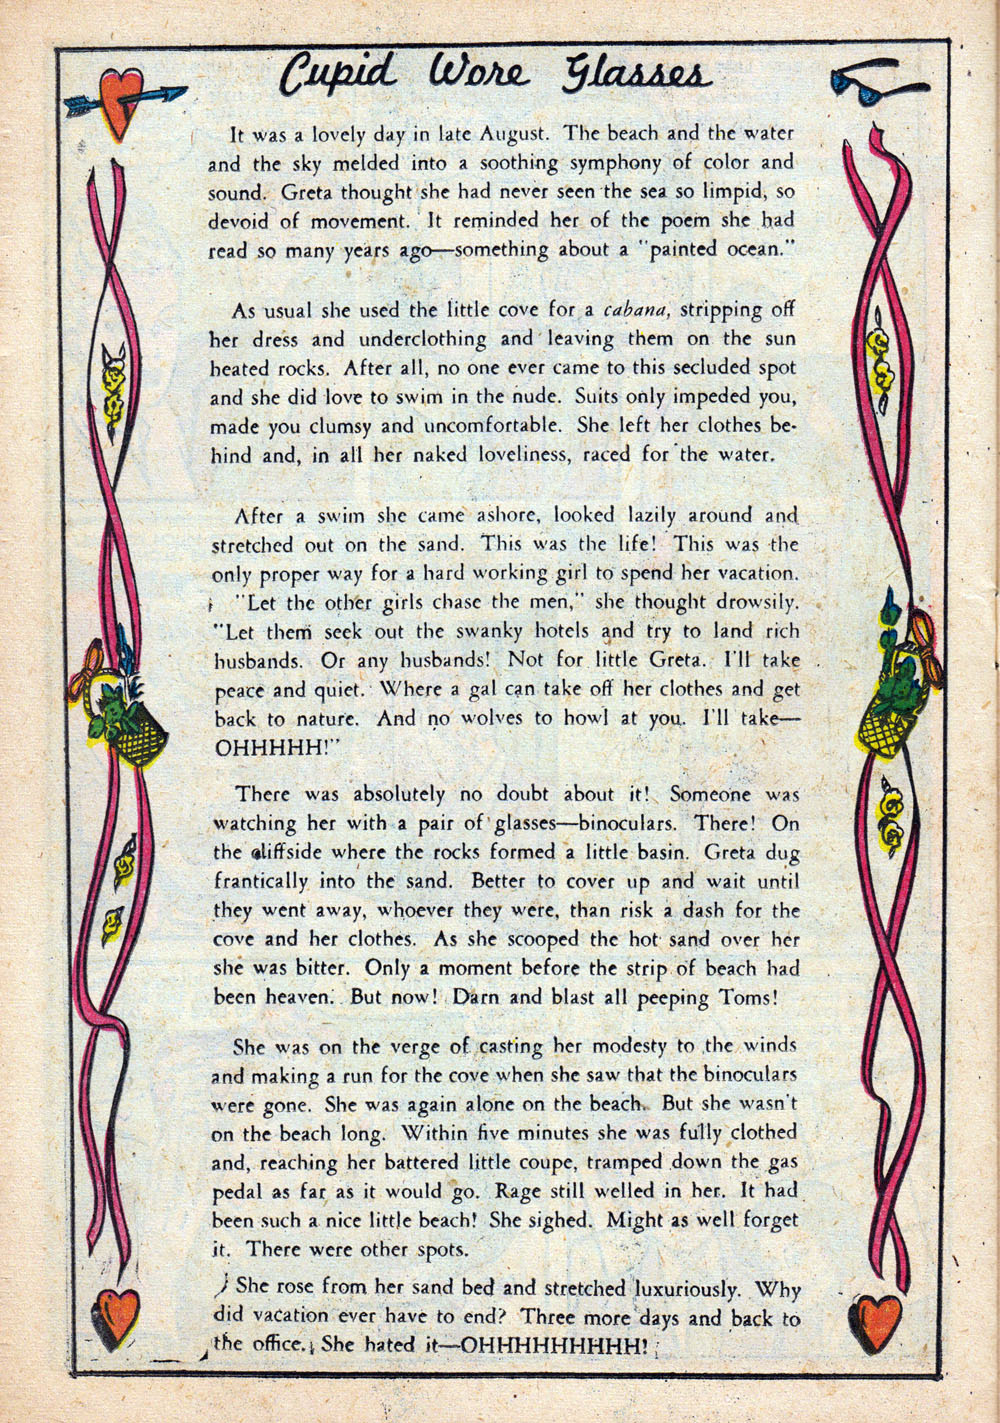 Cupid Wore Glasses
It was a lovely day in late August. The beach and the water
and the sky melded into a soothing symphony of color and
sound. Greta thought she had never seen the sea so limpid, so
devoid of movement. It reminded her of the poem she had
read so many years ago—something about a "painted ocean."
As usual she used the little cove for a cabana, stripping off
her dress and underclothing and leaving them on the sun
heated rocks. After all, no one ever came to this secluded spot
and she did love to swim in the nude. Suits only impeded you,
made you clumsy and uncomfortable. She left her clothes be-
hind and, in all her naked loveliness, raced for the water.
After a swim she came ashore, looked lazily around and
stretched out on the sand. This was the life! This was the
only proper way for a hard working girl to spend her vacation.
"Let the other girls chase the men," she thought drowsily.
"Let them seek out the swanky hotels and try to land rich
husbands. Or any husbands! Not for little Greta. I'll take
peace and quiet. Where a gal can take off her clothes and get
back to nature. And no wolves to howl at you. I'll take—
OHHHHH!"
There was absolutely no doubt about it! Someone was
watching her with a pair of glasses—binoculars. There! On
the cliffside where the rocks formed a little basin. Greta dug
frantically into the sand. Better to cover up and wait until
they went away, whoever they were, than risk a dash for the
cove and her clothes. As she scooped the hot sand over her
she was bitter. Only a moment before the strip of beach had
been heaven. But now! Darn and blast all peeping Toms!
She was on the verge of casting her modesty to the winds
and making a run for the cove when she saw that the binoculars
were gone. She was again alone on the beach. But she wasn't
on the beach long. Within five minutes she was fully clothed
and, reaching her battered little coupe, tramped down the gas
pedal as far as it would go. Rage still welled in her. It had
been such a nice little beach! She sighed. Might as well forget
it. There were other spots.
She rose from her sand bed and stretched luxuriously. Why
did vacation ever have to end? Three more days and back to
the office. She hated it—OHHHHHHHHH!